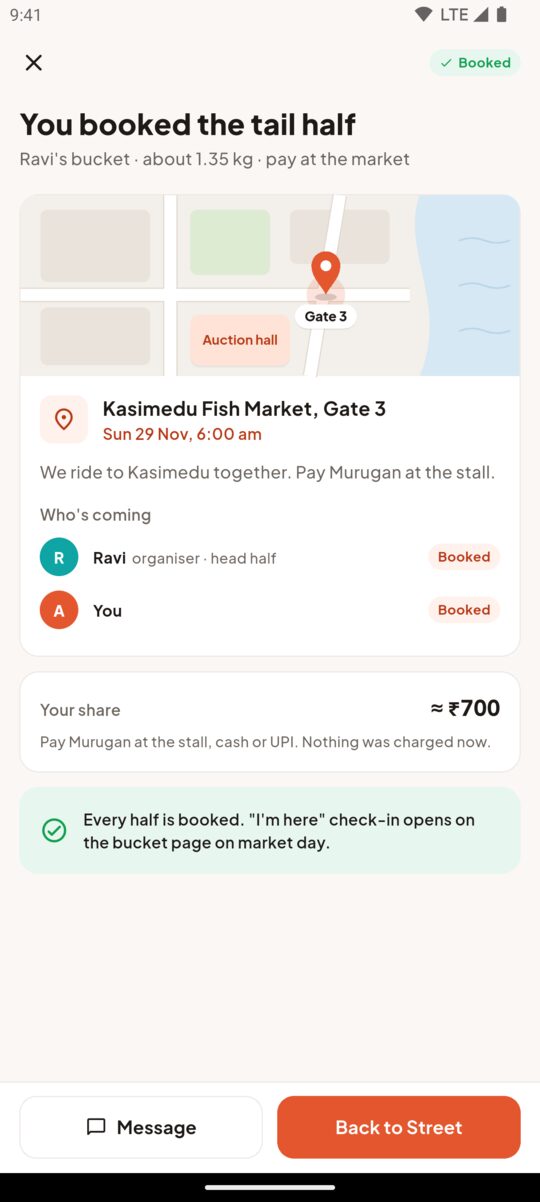 9:41
LTE
Booked
You booked the tail half
Ravi's bucket · about 1.35 kg · pay at the market
Gate 3
Auction hall
Kasimedu Fish Market, Gate 3
Sun 29 Nov, 6:00 am
We ride to Kasimedu together. Pay Murugan at the stall.
Who's coming
R
Ravi organiser · head half
Booked
A
You
Booked
Your share
≈ ₹700
Pay Murugan at the stall, cash or UPI. Nothing was charged now.
Every half is booked. "I'm here" check-in opens on
the bucket page on market day.
Message
Back to Street